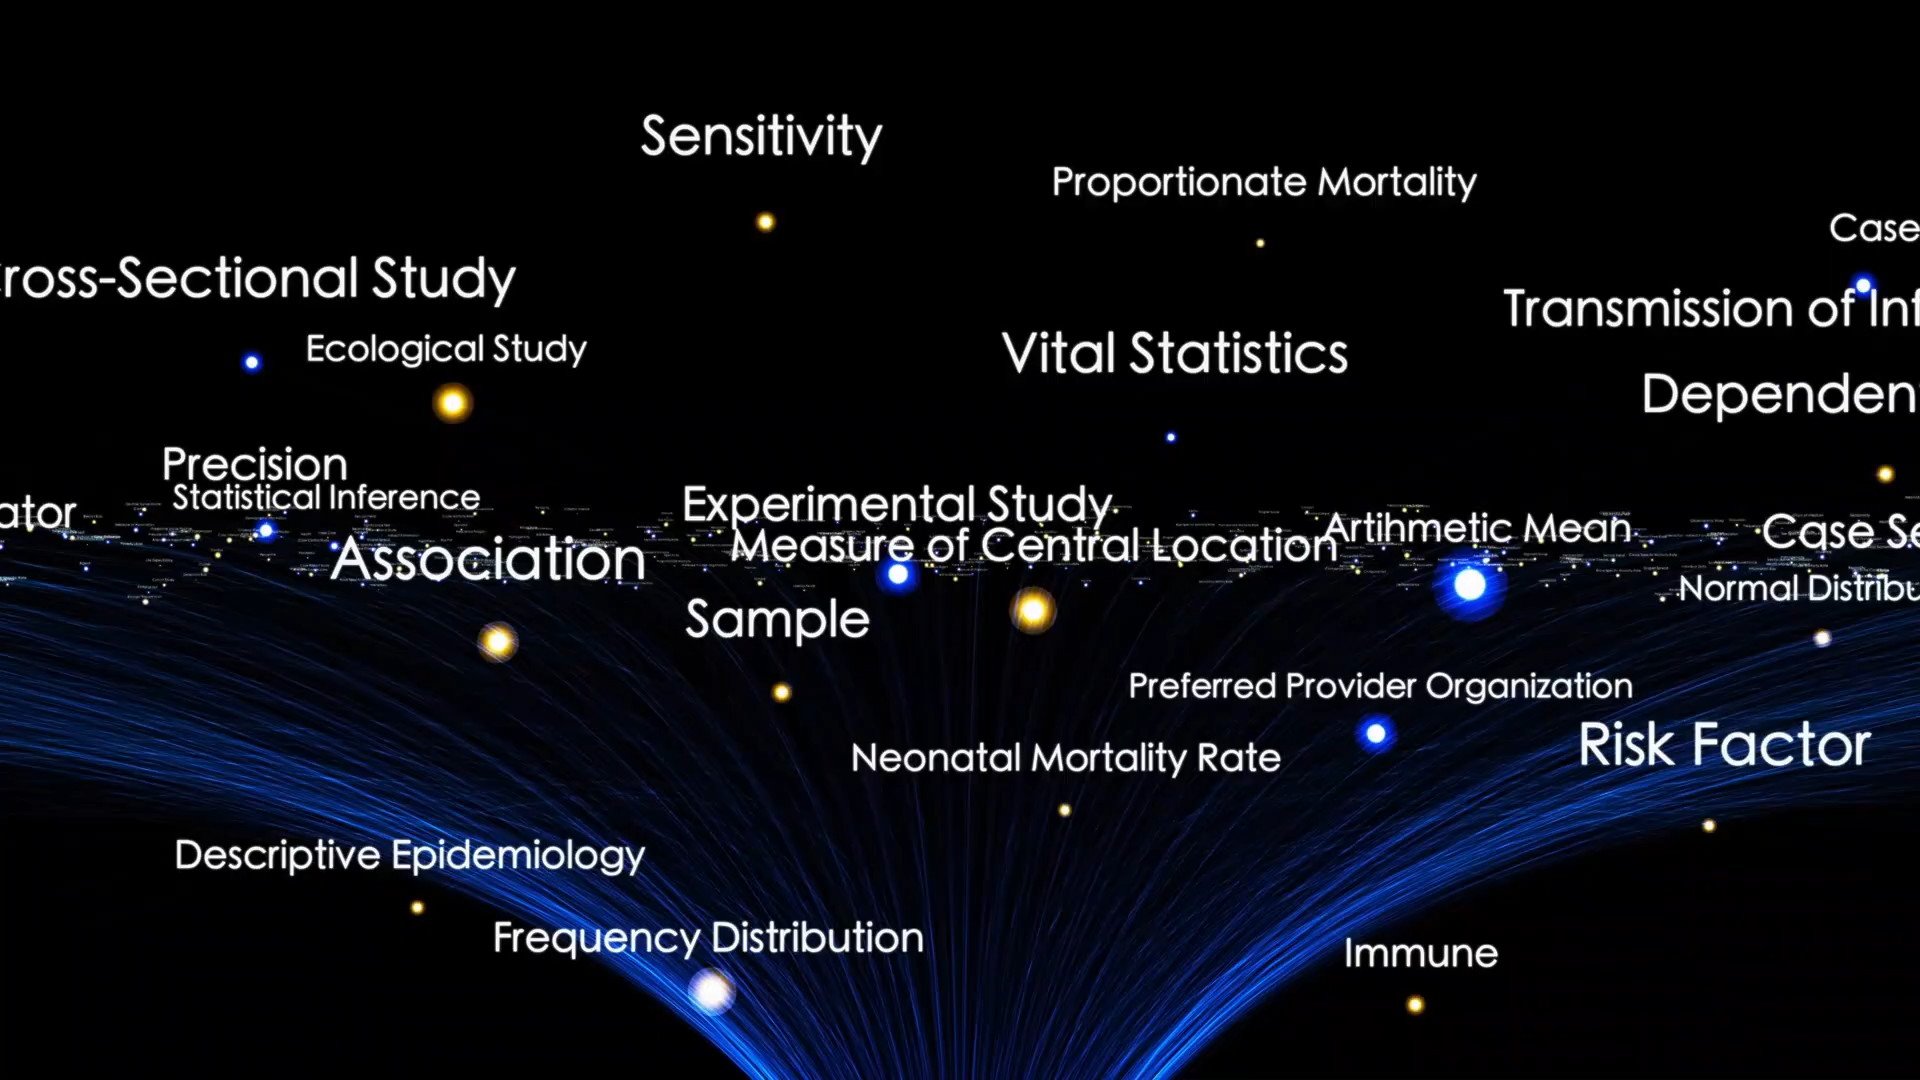 Sensitivity
Proportionate Mortality
Case
ross-Sectional Study
Transmission of Inf
Ecological Study
Vital Statistics
Dependen
Precision
Statistical Inference
ator
Experimental Study
Artihmetic Mean
Case Se
Measure of Central Location
Association
Normal Distribu
Sample
Preferred Provider Organization
Risk Factor
Neonatal Mortality Rate
Descriptive Epidemiology
Frequency Distribution
Immune